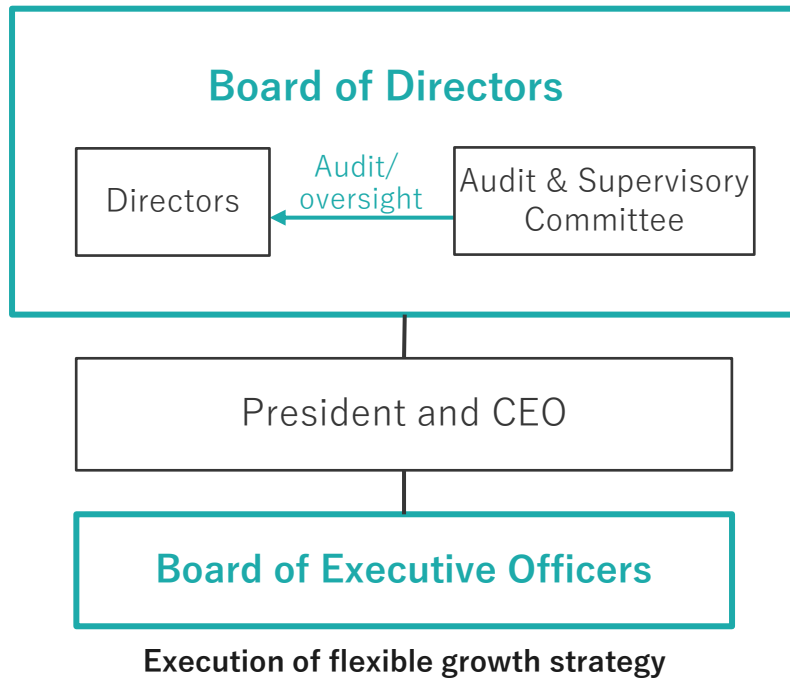 Board of Directors
Directors
Audit/
oversight
Audit & Supervisory
Committee
President and CEO
Board of Executive Officers
Execution of flexible growth strategy